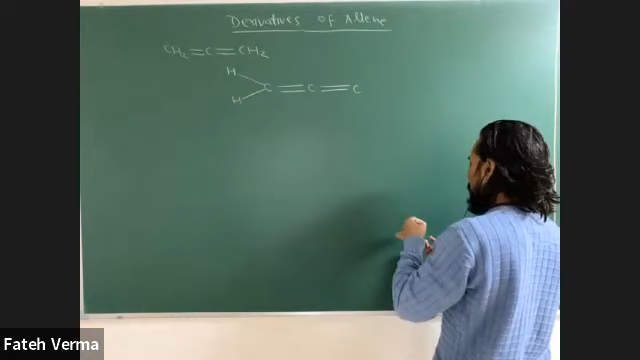 Derivatives of Allene
CH₂=C=CH₂
H
C=C=C
H
Fateh Verma